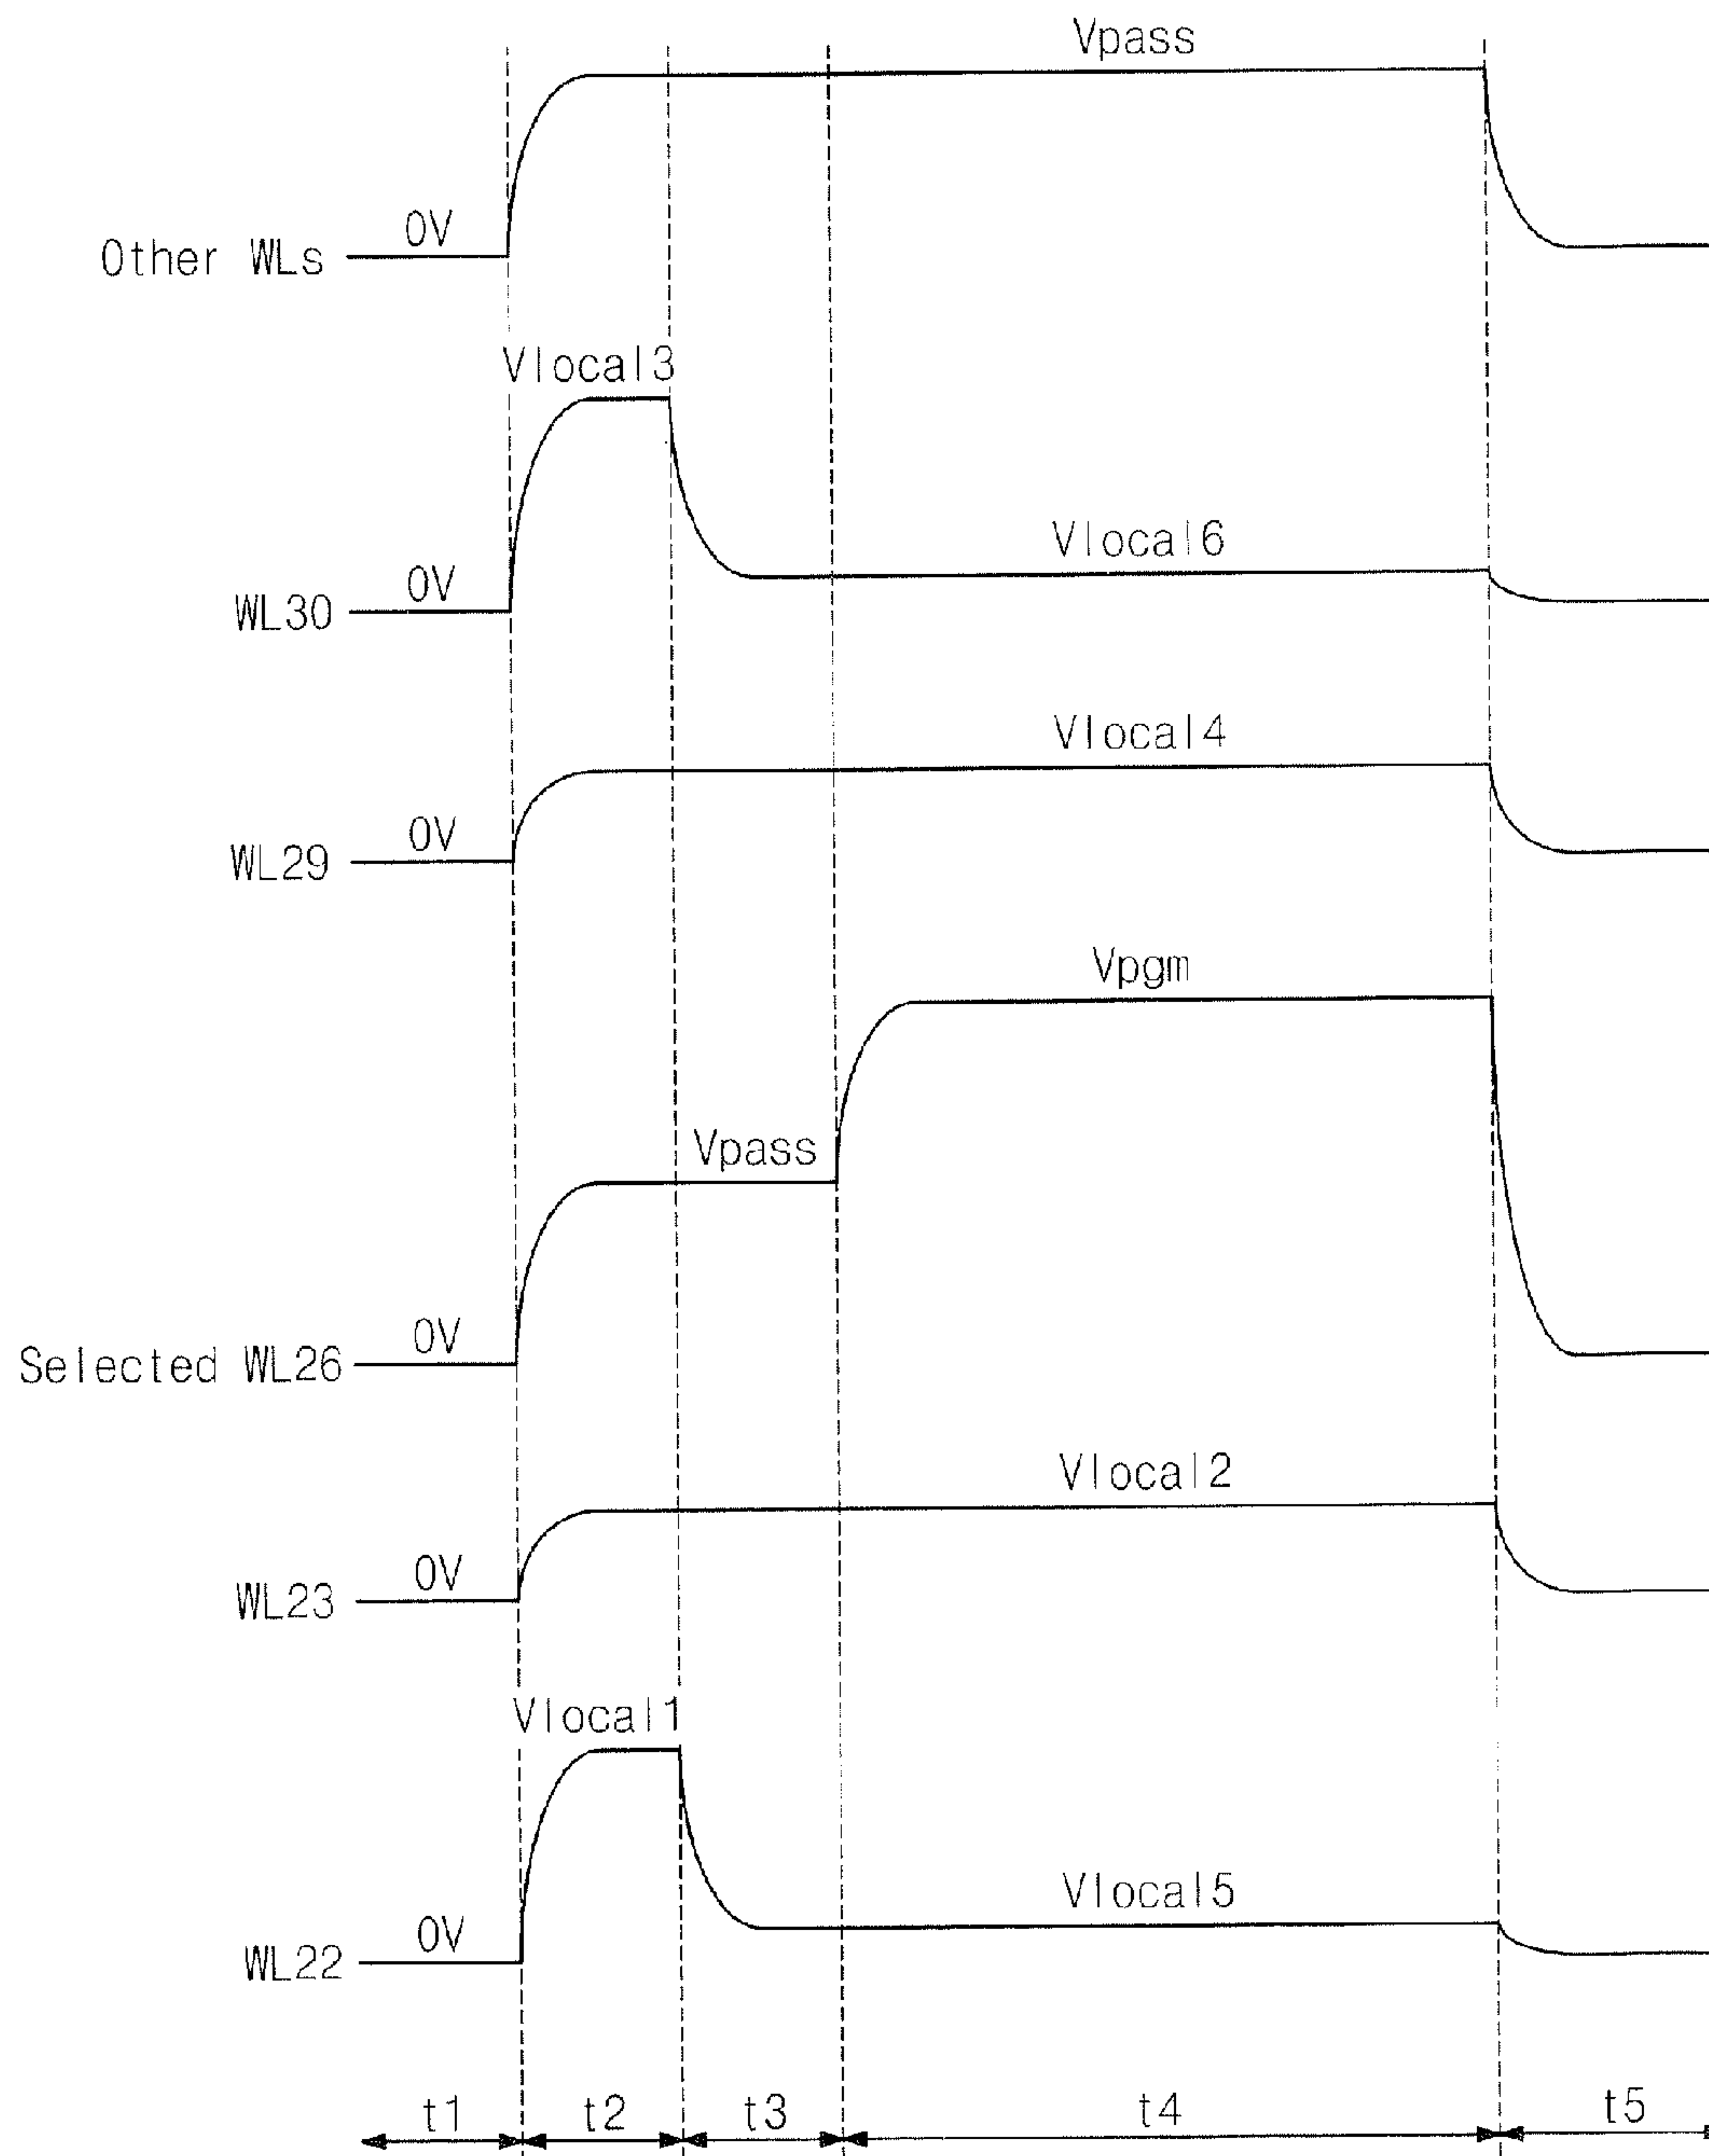 Vpass
Other WLs 0V
Vlocal3
Vlocal6
WL30 0V
Vlocal4
WL29 0V
Vpgm
Vpass
Selected WL26 0V
Vlocal2
WL23 0V
Vlocal1
Vlocal5
WL22 0V
t1 t2 t3 t4 t5